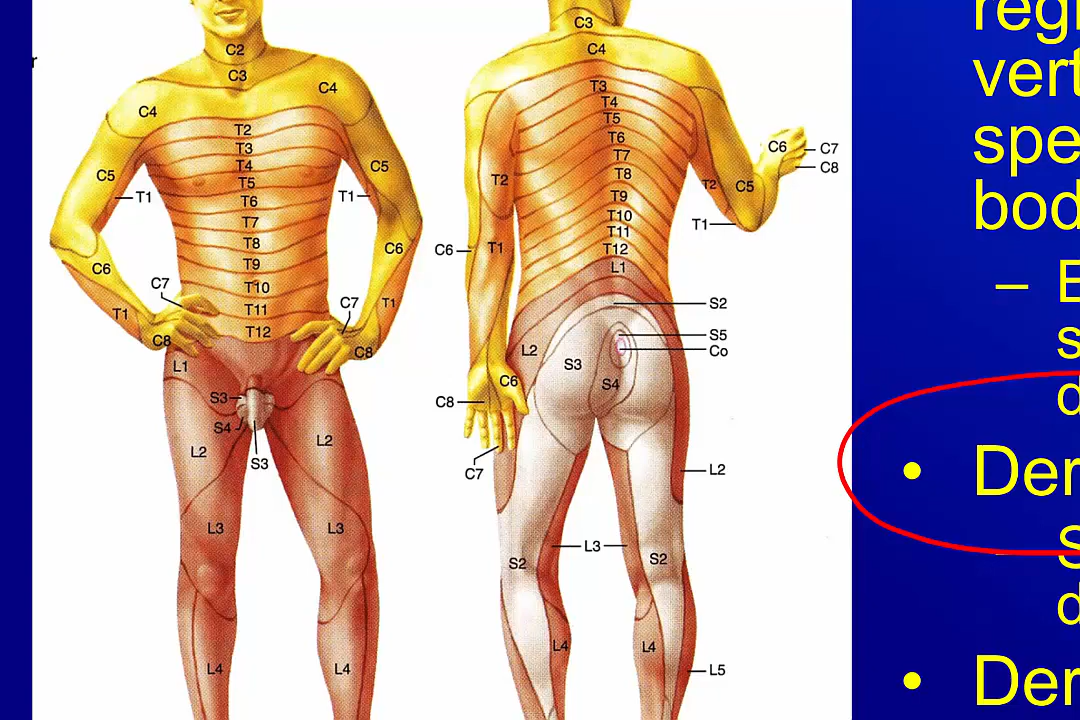 C2
C3
C4
C4
T2
T3
T4
T5
T6
T7
T8
T9
T10
T11
T12
C5
C5
T1
T1
C6
C6
C7
C7
T1
T1
C8
C8
L1
S3
S4
S3
L2
L2
L3
L3
L4
L4
C3
C4
T3
T4
T5
T6
T7
T8
T9
T10
T11
T12
L1
T2
T2
C5
C6
C7
C8
T1
C6
T1
S2
S5
Co
L2
S3
S4
C6
C8
C7
L2
L3
S2
S2
L4
L4
L5
regi
vert
spe
bod
–
s
d
• Der
d
• Der